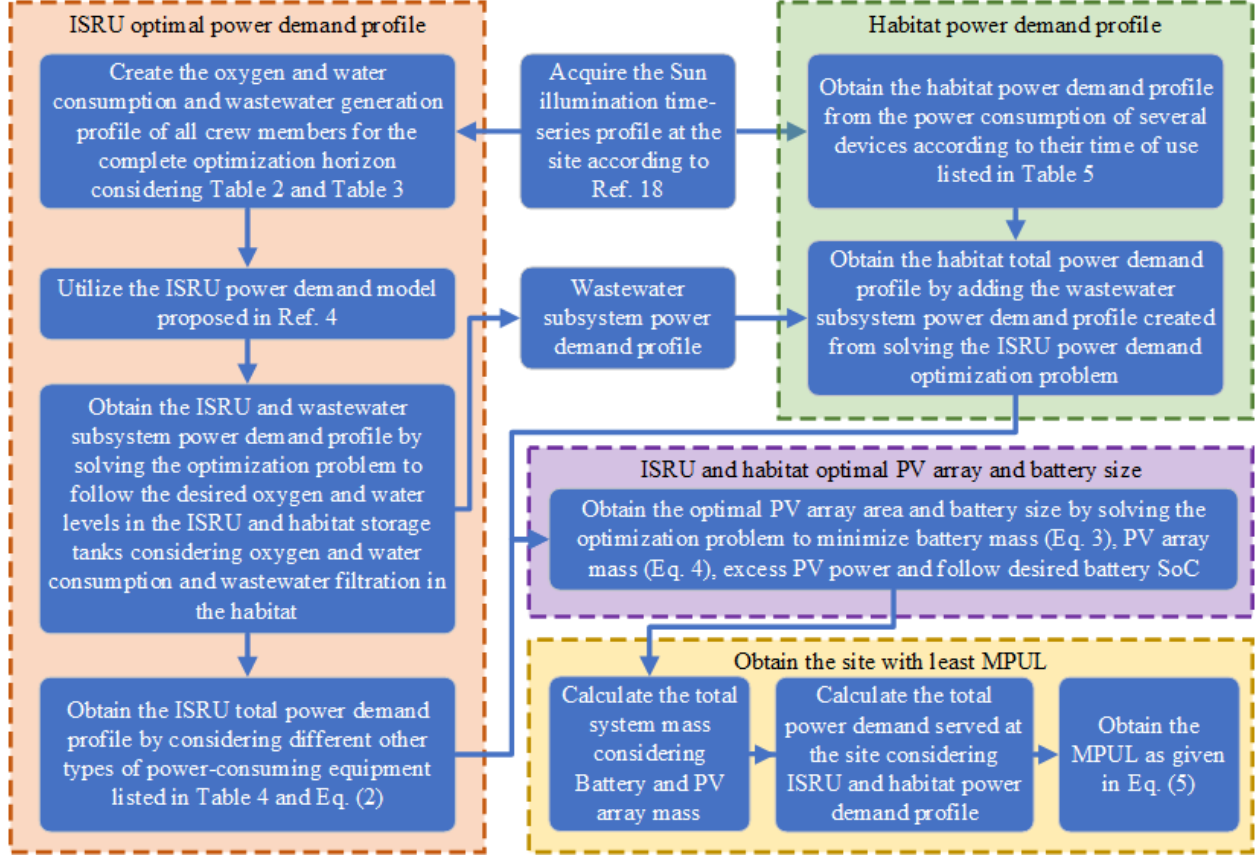 ISRU optimal power demand profile
Create the oxygen and water
consumption and wastewater generation
profile of all crew members for the
complete optimization horizon
considering Table 2 and Table 3
Utilize the ISRU power demand model
proposed in Ref. 4
Obtain the ISRU and wastewater
subsystem power demand profile by
solving the optimization problem to
follow the desired oxygen and water
levels in the ISRU and habitat storage
tanks considering oxygen and water
consumption and wastewater filtration in
the habitat
Obtain the ISRU total power demand
profile by considering different other
types of power-consuming equipment
listed in Table 4 and Eq. (2)
Acquire the Sun
illumination time-
series profile at the
site according to
Ref. 18
Wastewater
subsystem power
demand profile
Habitat power demand profile
Obtain the habitat power demand profile
from the power consumption of several
devices according to their time of use
listed in Table 5
Obtain the habitat total power demand
profile by adding the wastewater
subsystem power demand profile created
from solving the ISRU power demand
optimization problem
ISRU and habitat optimal PV array and battery size
Obtain the optimal PV array area and battery size by solving the
optimization problem to minimize battery mass (Eq. 3), PV array
mass (Eq. 4), excess PV power and follow desired battery SoC
Obtain the site with least MPUL
Calculate the total
system mass
considering
Battery and PV
array mass
Calculate the total
power demand served
at the site considering
ISRU and habitat power
demand profile
Obtain the
MPUL as given
in Eq. (5)